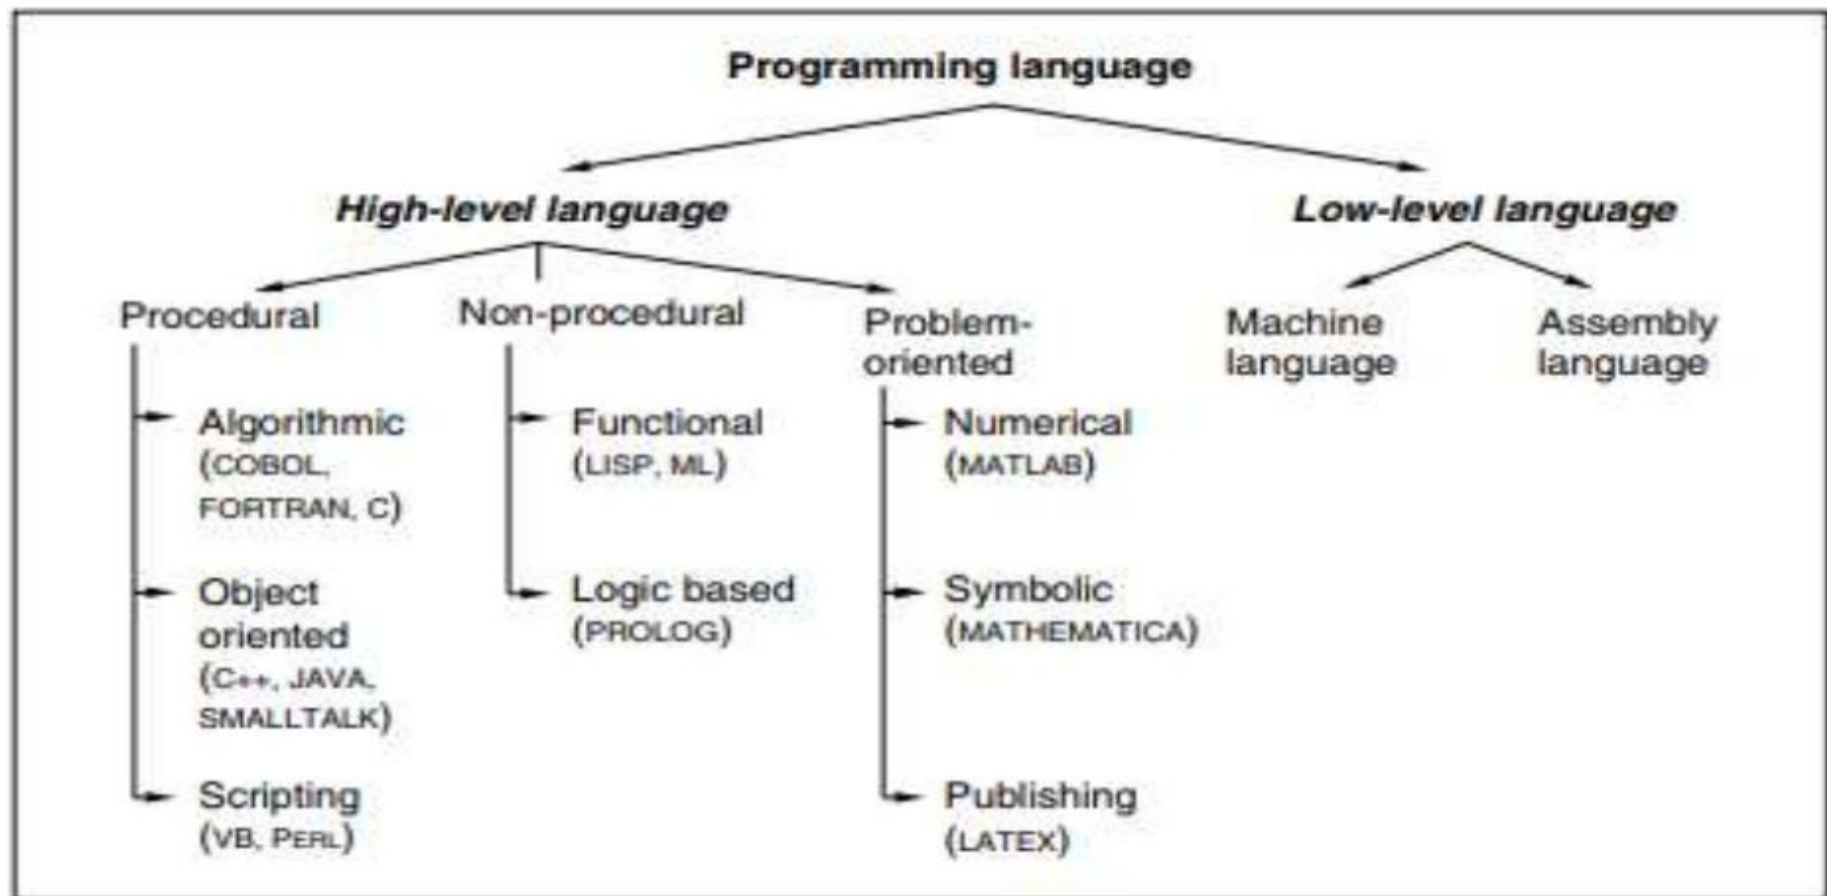 Programming language
High-level language
Low-level language
Procedural
Non-procedural
Problem-
oriented
Machine
language
Assembly
language
Algorithmic
(COBOL,
FORTRAN, C)
Object
oriented
(C++, JAVA,
SMALLTALK)
Scripting
(VB, PERL)
Functional
(LISP, ML)
Logic based
(PROLOG)
Numerical
(MATLAB)
Symbolic
(MATHEMATICA)
Publishing
(LATEX)